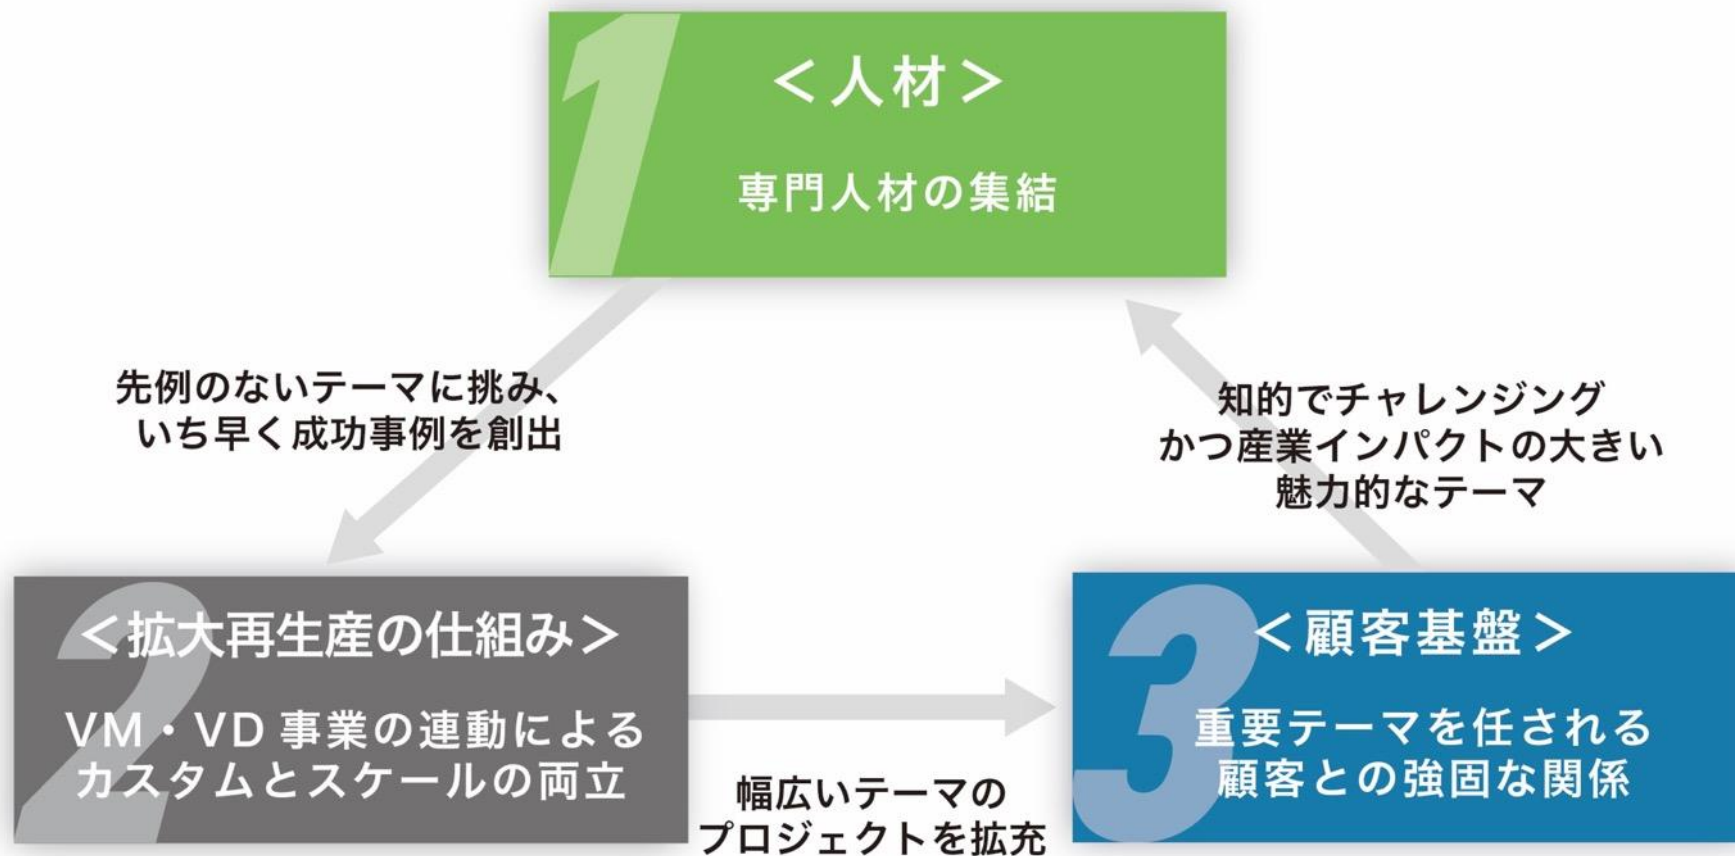 1
＜人材＞
専門人材の集結
先例のないテーマに挑み、
いち早く成功事例を創出
知的でチャレンジング
かつ産業インパクトの大きい
魅力的なテーマ
2
＜拡大再生産の仕組み＞
VM・VD 事業の連動による
カスタムとスケールの両立
幅広いテーマの
プロジェクトを拡充
3
＜顧客基盤＞
重要テーマを任される
顧客との強固な関係